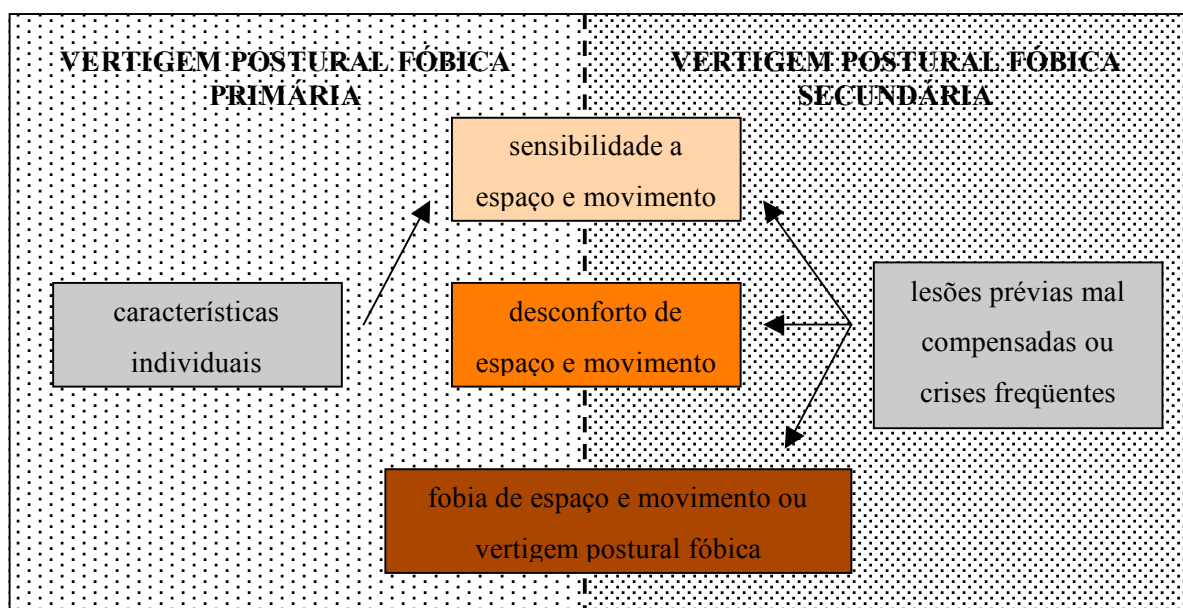 VERTIGEM POSTURAL FÓBICA
PRIMÁRIA
VERTIGEM POSTURAL FÓBICA
SECUNDÁRIA
sensibilidade a
espaço e movimento
características
individuais
desconforto de
espaço e movimento
lesões prévias mal
compensadas ou
crises freqüentes
fobia de espaço e movimento ou
vertigem postural fóbica